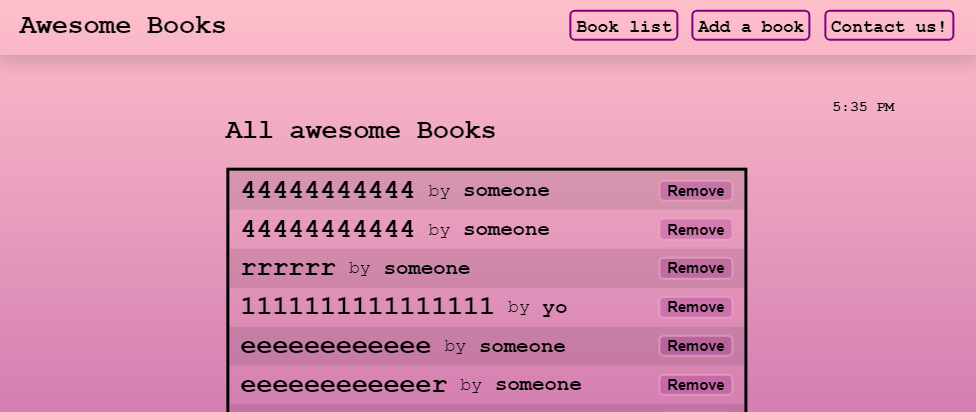 Awesome Books Book list Add a book Contact us!
5:35 PM
All awesome Books
44444444444 by someone Remove
44444444444 by someone Remove
rrrrrr by someone Remove
1111111111111111 by yo Remove
eeeeeeeeeeee by someone Remove
eeeeeeeeeeeer by someone Remove